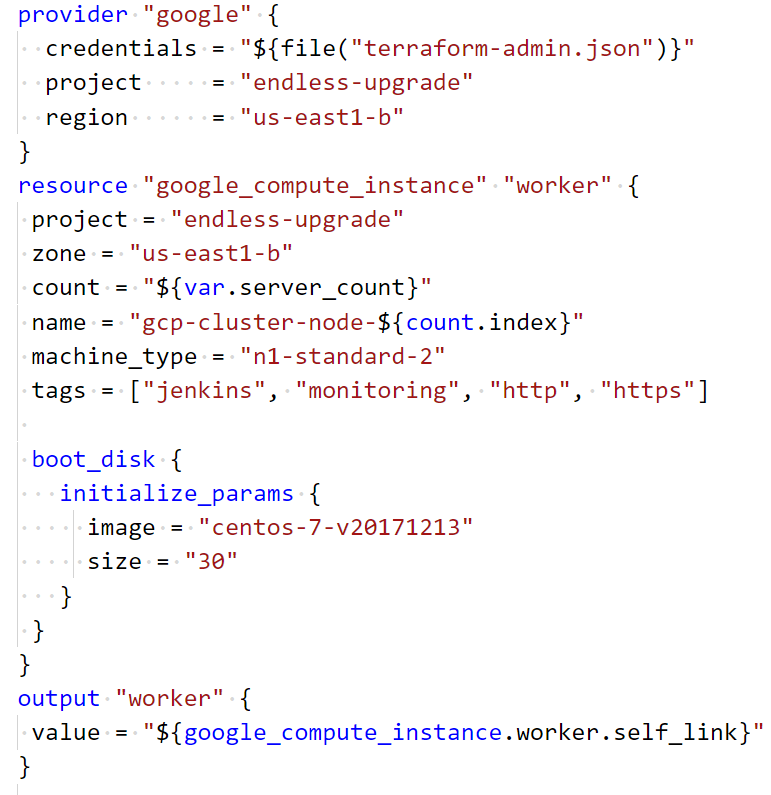 provider "google" {
  credentials = "${file("terraform-admin.json")}"
  project     = "endless-upgrade"
  region      = "us-east1-b"
}
resource "google_compute_instance" "worker" {
 project = "endless-upgrade"
 zone = "us-east1-b"
 count = "${var.server_count}"
 name = "gcp-cluster-node-${count.index}"
 machine_type = "n1-standard-2"
 tags = ["jenkins", "monitoring", "http", "https"]

 boot_disk {
   initialize_params {
     image = "centos-7-v20171213"
     size = "30"
   }
 }
}
output "worker" {
 value = "${google_compute_instance.worker.self_link}"
}